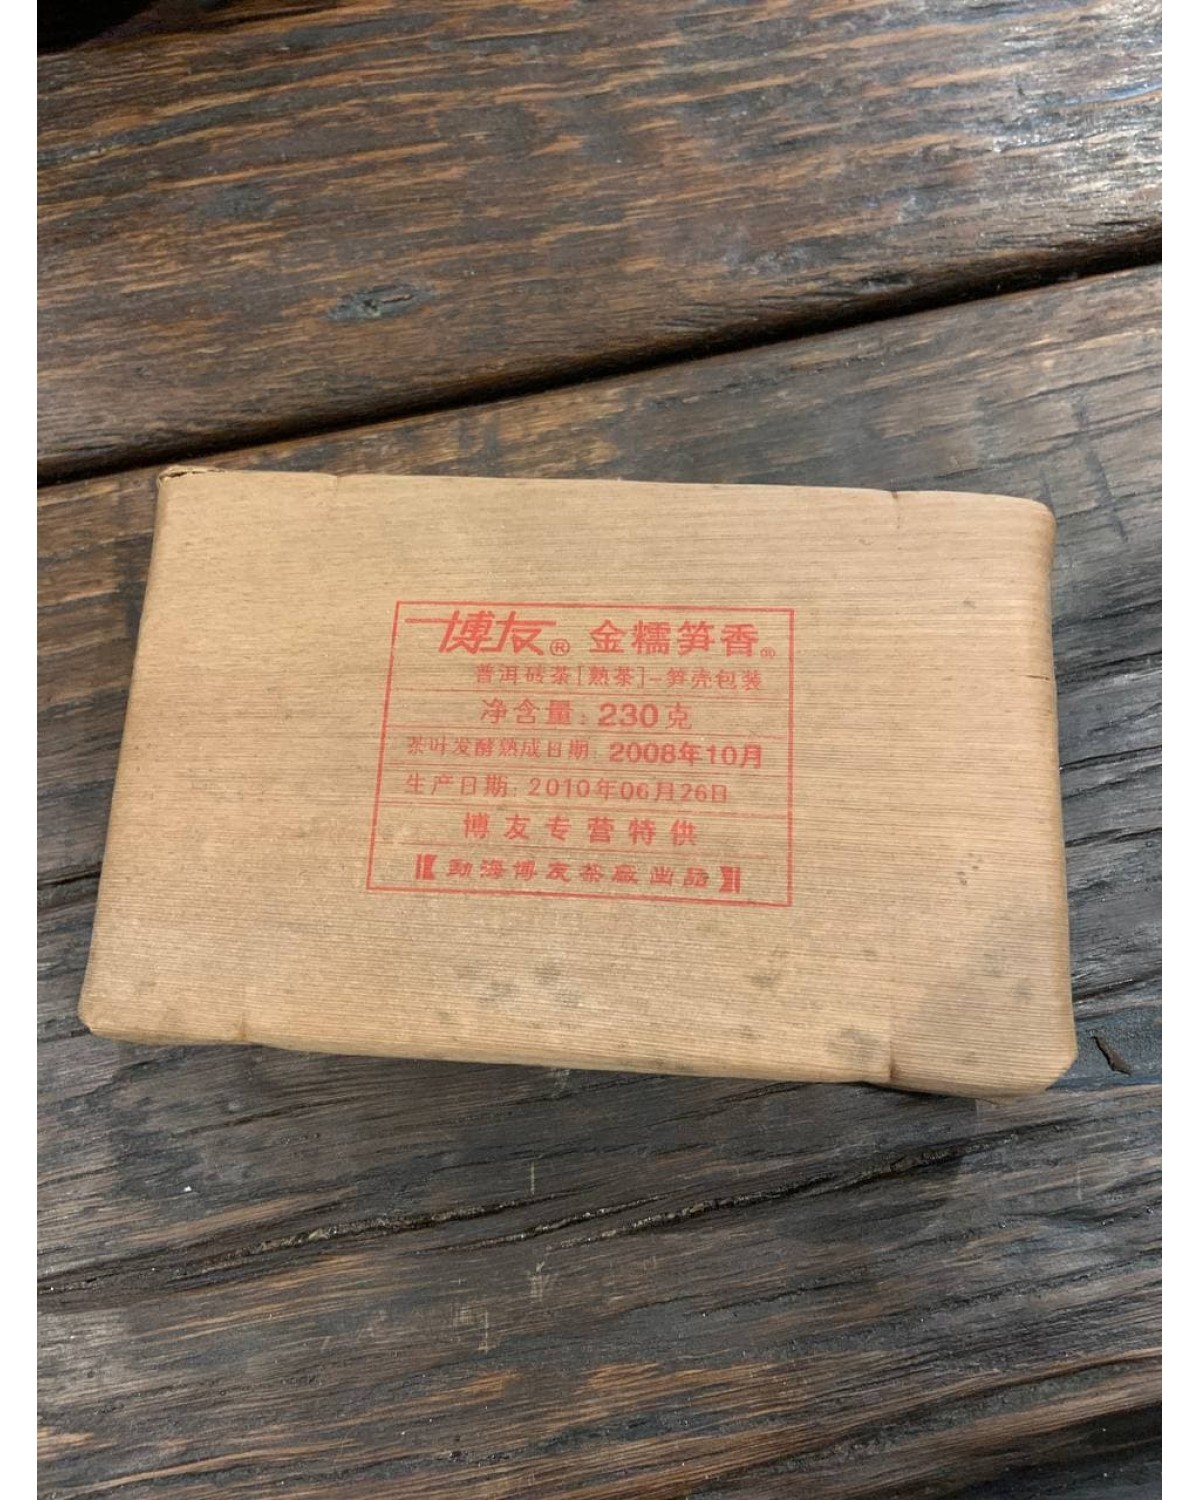 博友® 金糯笋香®
普洱砖茶[熟茶]-笋壳包装
净含量:230克
茶叶发酵熟成日期:2008年10月
生产日期:2010年06月26日
博友专营特供
【勐海博友茶厰出品】